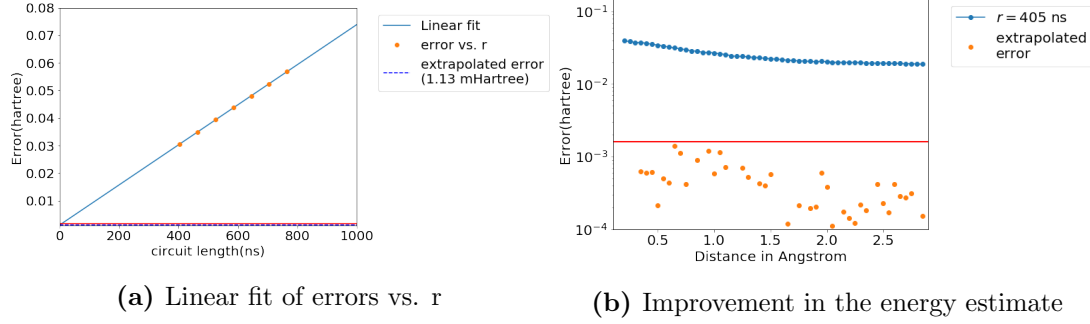 0.08
0.07
0.06
0.05
0.04
0.03
0.02
0.01
Error(hartree)
0 200 400 600 800 1000
circuit length(ns)
Linear fit
error vs. r
extrapolated error
(1.13 mHartree)
(a) Linear fit of errors vs. r
10⁻¹
10⁻²
10⁻³
10⁻⁴
Error(hartree)
0.5 1.0 1.5 2.0 2.5
Distance in Angstrom
r = 405 ns
extrapolated
error
(b) Improvement in the energy estimate